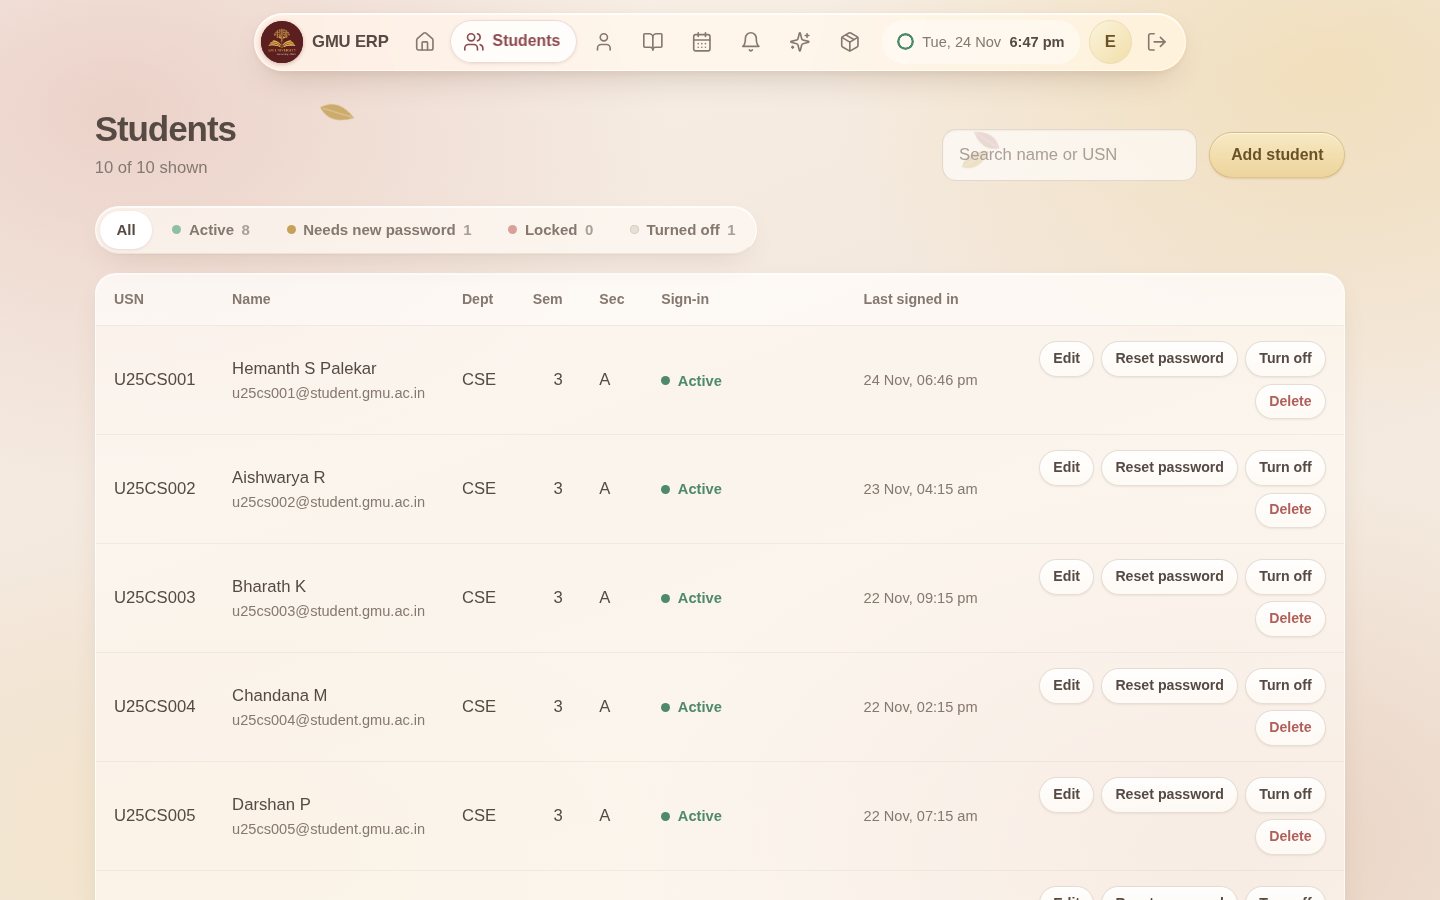 GMU ERP Students Tue, 24 Nov 6:47 pm E
Students
10 of 10 shown
Search name or USN Add student
All Active 8 Needs new password 1 Locked 0 Turned off 1
USN Name Dept Sem Sec Sign-in Last signed in
U25CS001 Hemanth S Palekar CSE 3 A Active 24 Nov, 06:46 pm Edit Reset password Turn off
u25cs001@student.gmu.ac.in Delete
U25CS002 Aishwarya R CSE 3 A Active 23 Nov, 04:15 am Edit Reset password Turn off
u25cs002@student.gmu.ac.in Delete
U25CS003 Bharath K CSE 3 A Active 22 Nov, 09:15 pm Edit Reset password Turn off
u25cs003@student.gmu.ac.in Delete
U25CS004 Chandana M CSE 3 A Active 22 Nov, 02:15 pm Edit Reset password Turn off
u25cs004@student.gmu.ac.in Delete
U25CS005 Darshan P CSE 3 A Active 22 Nov, 07:15 am Edit Reset password Turn off
u25cs005@student.gmu.ac.in Delete